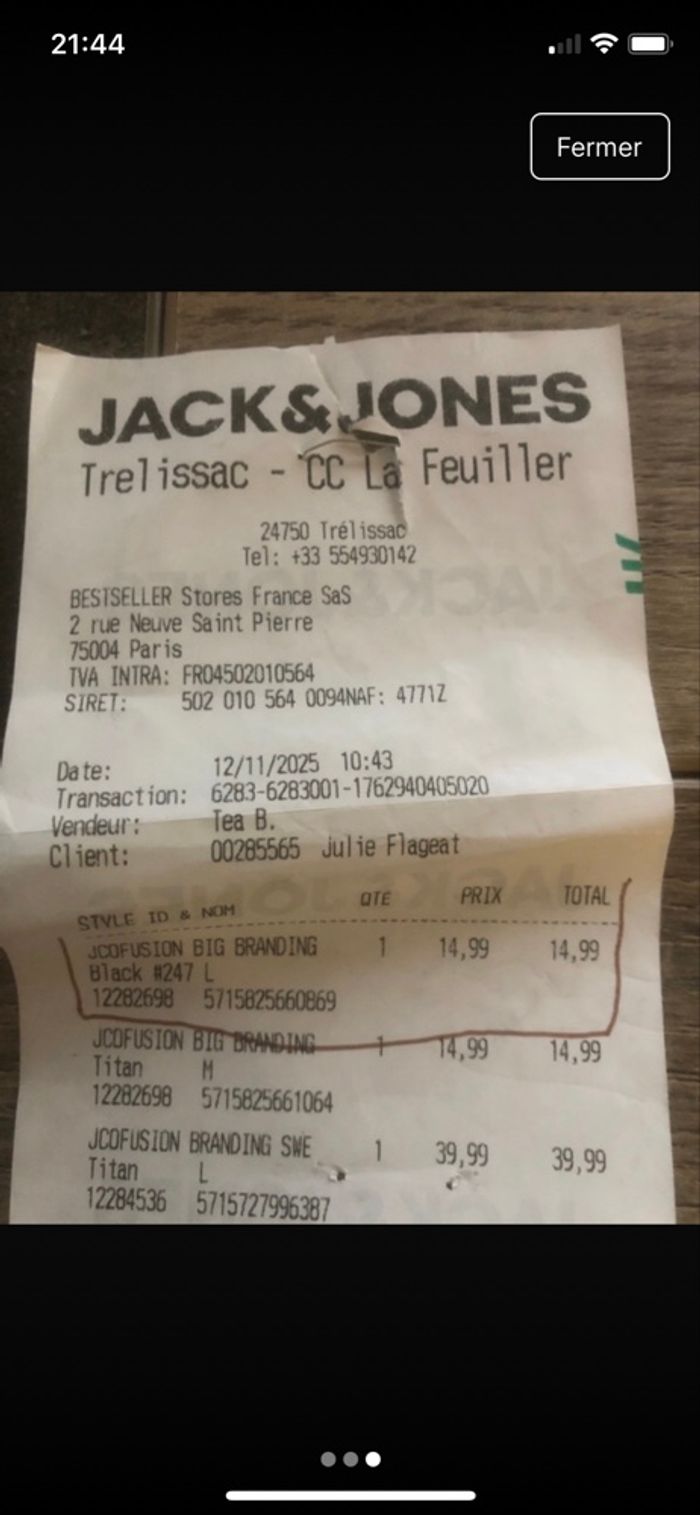 21:44
Fermer
JACK&JONES
Trelissac - CC La Feuiller
24750 Trélissac
Tel: +33 554930142
BESTSELLER Stores France SaS
2 rue Neuve Saint Pierre
75004 Paris
TVA INTRA: FR04502010564
SIRET: 502 010 564 0094NAF: 4771Z
Date: 12/11/2025 10:43
Transaction: 6283-6283001-1762940405020
Vendeur: Tea B.
Client: 00285565 Julie Flageat
STYLE ID & NOM QTE PRIX TOTAL
JCOFUSION BIG BRANDING 1 14,99 14,99
Black #247 L
12282698 5715825660869
JCOFUSION BIG BRANDING 1 14,99 14,99
Titan M
12282698 5715825661064
JCOFUSION BRANDING SWE 1 39,99 39,99
Titan L
12284536 5715727996387